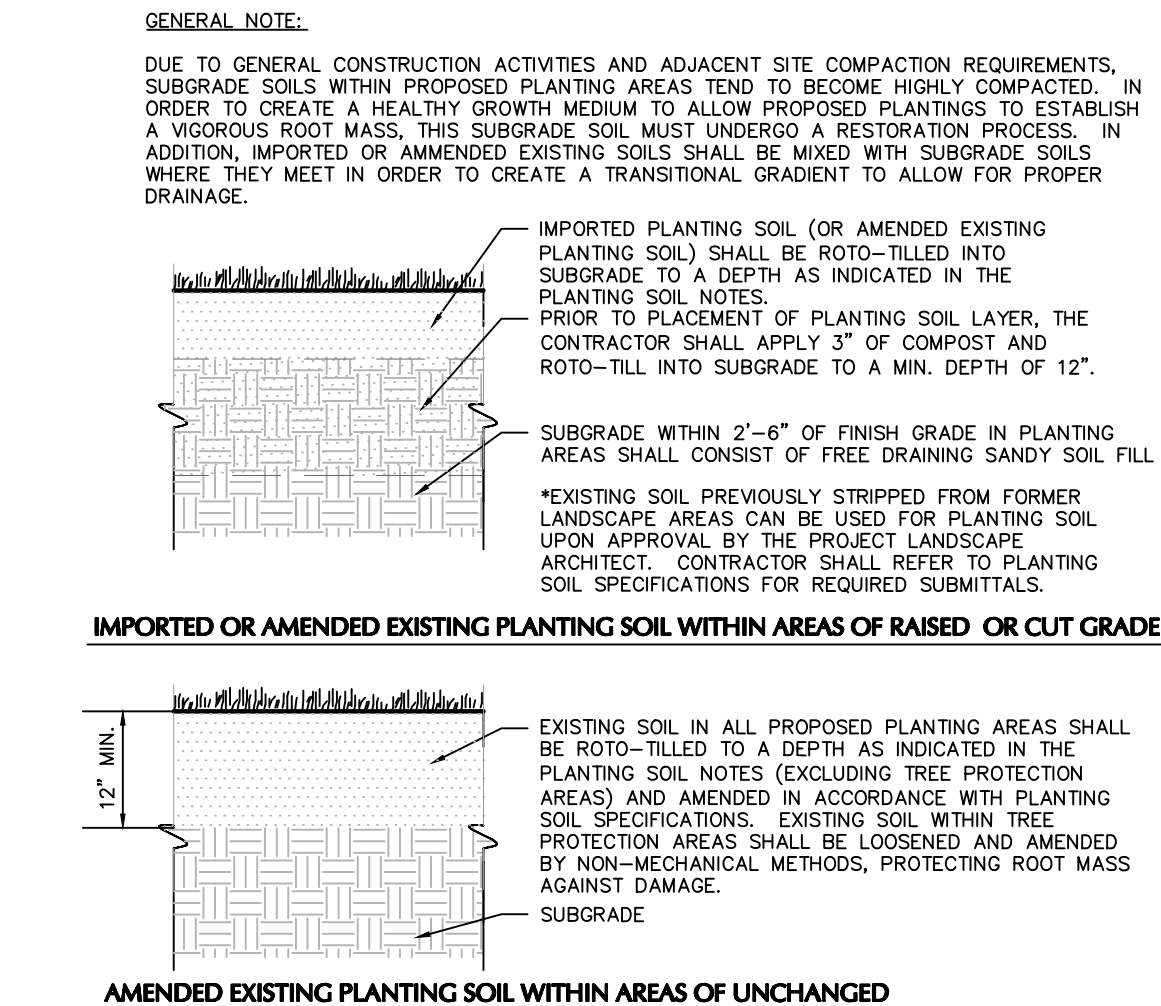 GENERAL NOTE:
DUE TO GENERAL CONSTRUCTION ACTIVITIES AND ADJACENT SITE COMPACTION REQUIREMENTS,
SUBGRADE SOILS WITHIN PROPOSED PLANTING AREAS TEND TO BECOME HIGHLY COMPACTED. IN
ORDER TO CREATE A HEALTHY GROWTH MEDIUM TO ALLOW PROPOSED PLANTINGS TO ESTABLISH
A VIGOROUS ROOT MASS, THIS SUBGRADE SOIL MUST UNDERGO A RESTORATION PROCESS. IN
ADDITION, IMPORTED OR AMMENDED EXISTING SOILS SHALL BE MIXED WITH SUBGRADE SOILS
WHERE THEY MEET IN ORDER TO CREATE A TRANSITIONAL GRADIENT TO ALLOW FOR PROPER
DRAINAGE.
IMPORTED PLANTING SOIL (OR AMENDED EXISTING
PLANTING SOIL) SHALL BE ROTO-TILLED INTO
SUBGRADE TO A DEPTH AS INDICATED IN THE
PLANTING SOIL NOTES.
PRIOR TO PLACEMENT OF PLANTING SOIL LAYER, THE
CONTRACTOR SHALL APPLY 3" OF COMPOST AND
ROTO-TILL INTO SUBGRADE TO A MIN. DEPTH OF 12".
SUBGRADE WITHIN 2'-6" OF FINISH GRADE IN PLANTING
AREAS SHALL CONSIST OF FREE DRAINING SANDY SOIL FILL
*EXISTING SOIL PREVIOUSLY STRIPPED FROM FORMER
LANDSCAPE AREAS CAN BE USED FOR PLANTING SOIL
UPON APPROVAL BY THE PROJECT LANDSCAPE
ARCHITECT. CONTRACTOR SHALL REFER TO PLANTING
SOIL SPECIFICATIONS FOR REQUIRED SUBMITTALS.
IMPORTED OR AMENDED EXISTING PLANTING SOIL WITHIN AREAS OF RAISED OR CUT GRADE
12" MIN.
EXISTING SOIL IN ALL PROPOSED PLANTING AREAS SHALL
BE ROTO-TILLED TO A DEPTH AS INDICATED IN THE
PLANTING SOIL NOTES (EXCLUDING TREE PROTECTION
AREAS) AND AMENDED IN ACCORDANCE WITH PLANTING
SOIL SPECIFICATIONS. EXISTING SOIL WITHIN TREE
PROTECTION AREAS SHALL BE LOOSENED AND AMENDED
BY NON-MECHANICAL METHODS, PROTECTING ROOT MASS
AGAINST DAMAGE.
SUBGRADE
AMENDED EXISTING PLANTING SOIL WITHIN AREAS OF UNCHANGED